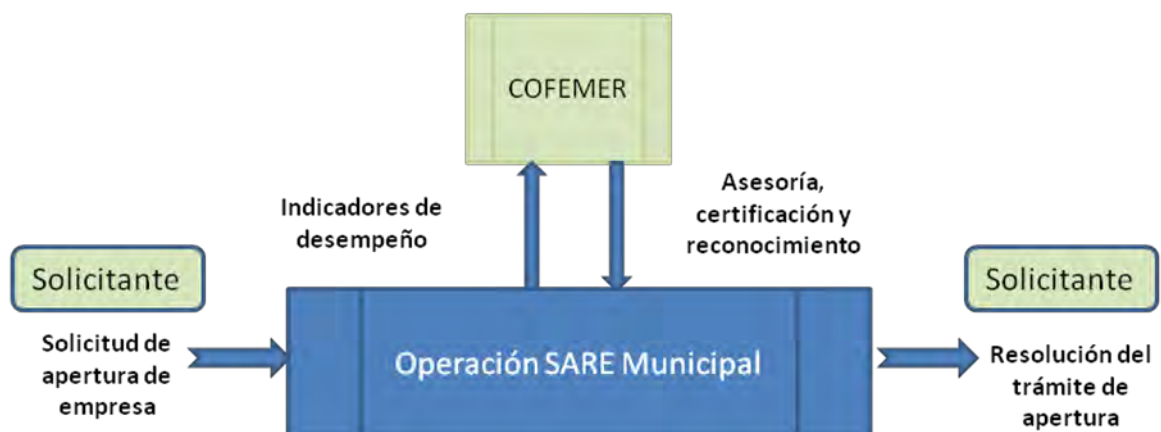 COFEMER
Indicadores de
desempeño
Asesoría,
certificación y
reconocimiento
Solicitante
Solicitud de
apertura de
empresa
Operación SARE Municipal
Solicitante
Resolución del
trámite de
apertura